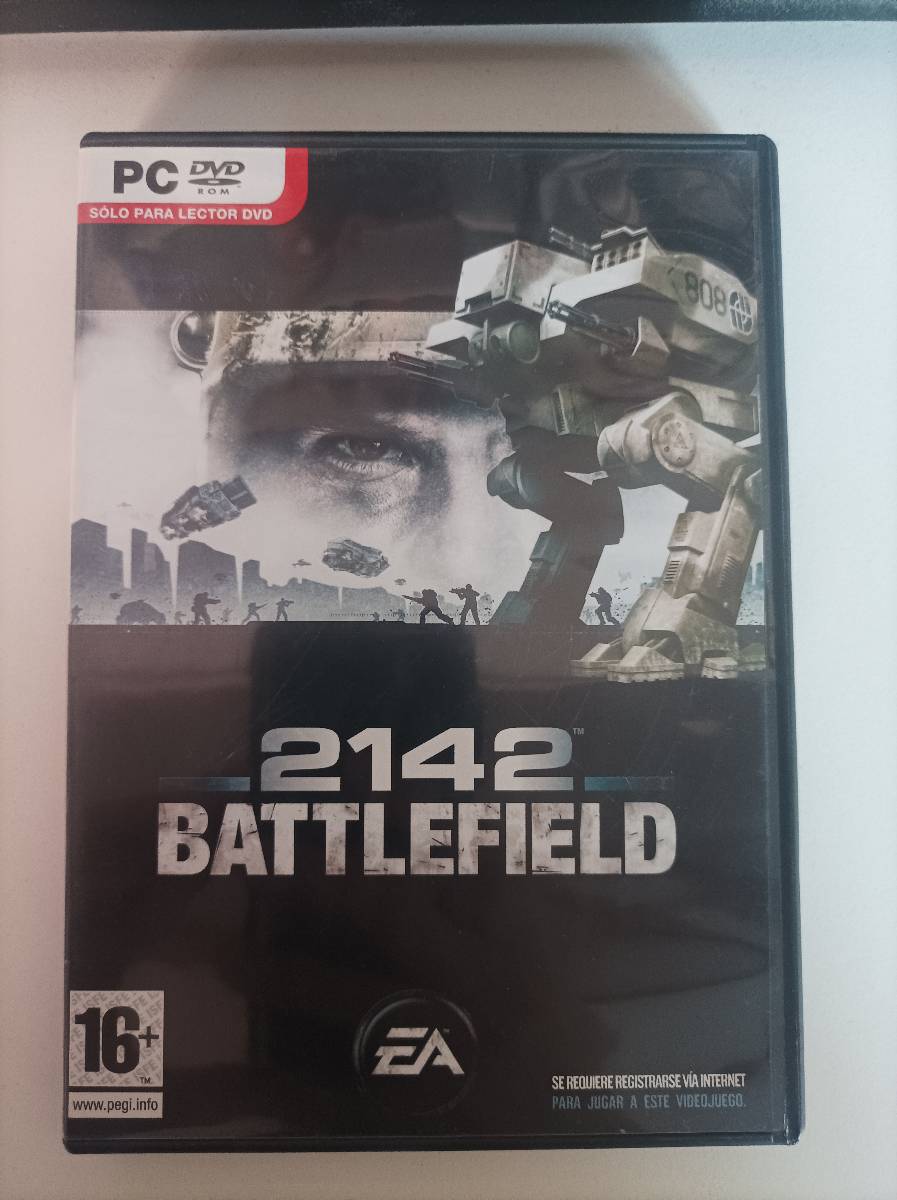 PC DVD
ROM
SÓLO PARA LECTOR DVD
808
2142™
BATTLEFIELD
16+
TM
www.pegi.info
EA
SE REQUIERE REGISTRARSE VÍA INTERNET
PARA JUGAR A ESTE VIDEOJUEGO.